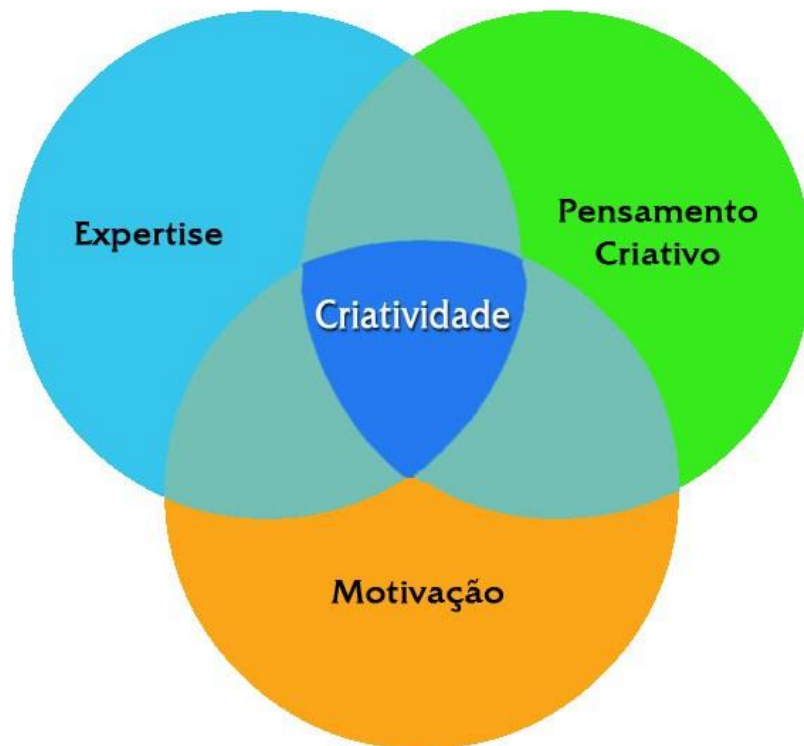 Expertise
Pensamento
Criativo
Criatividade
Motivação